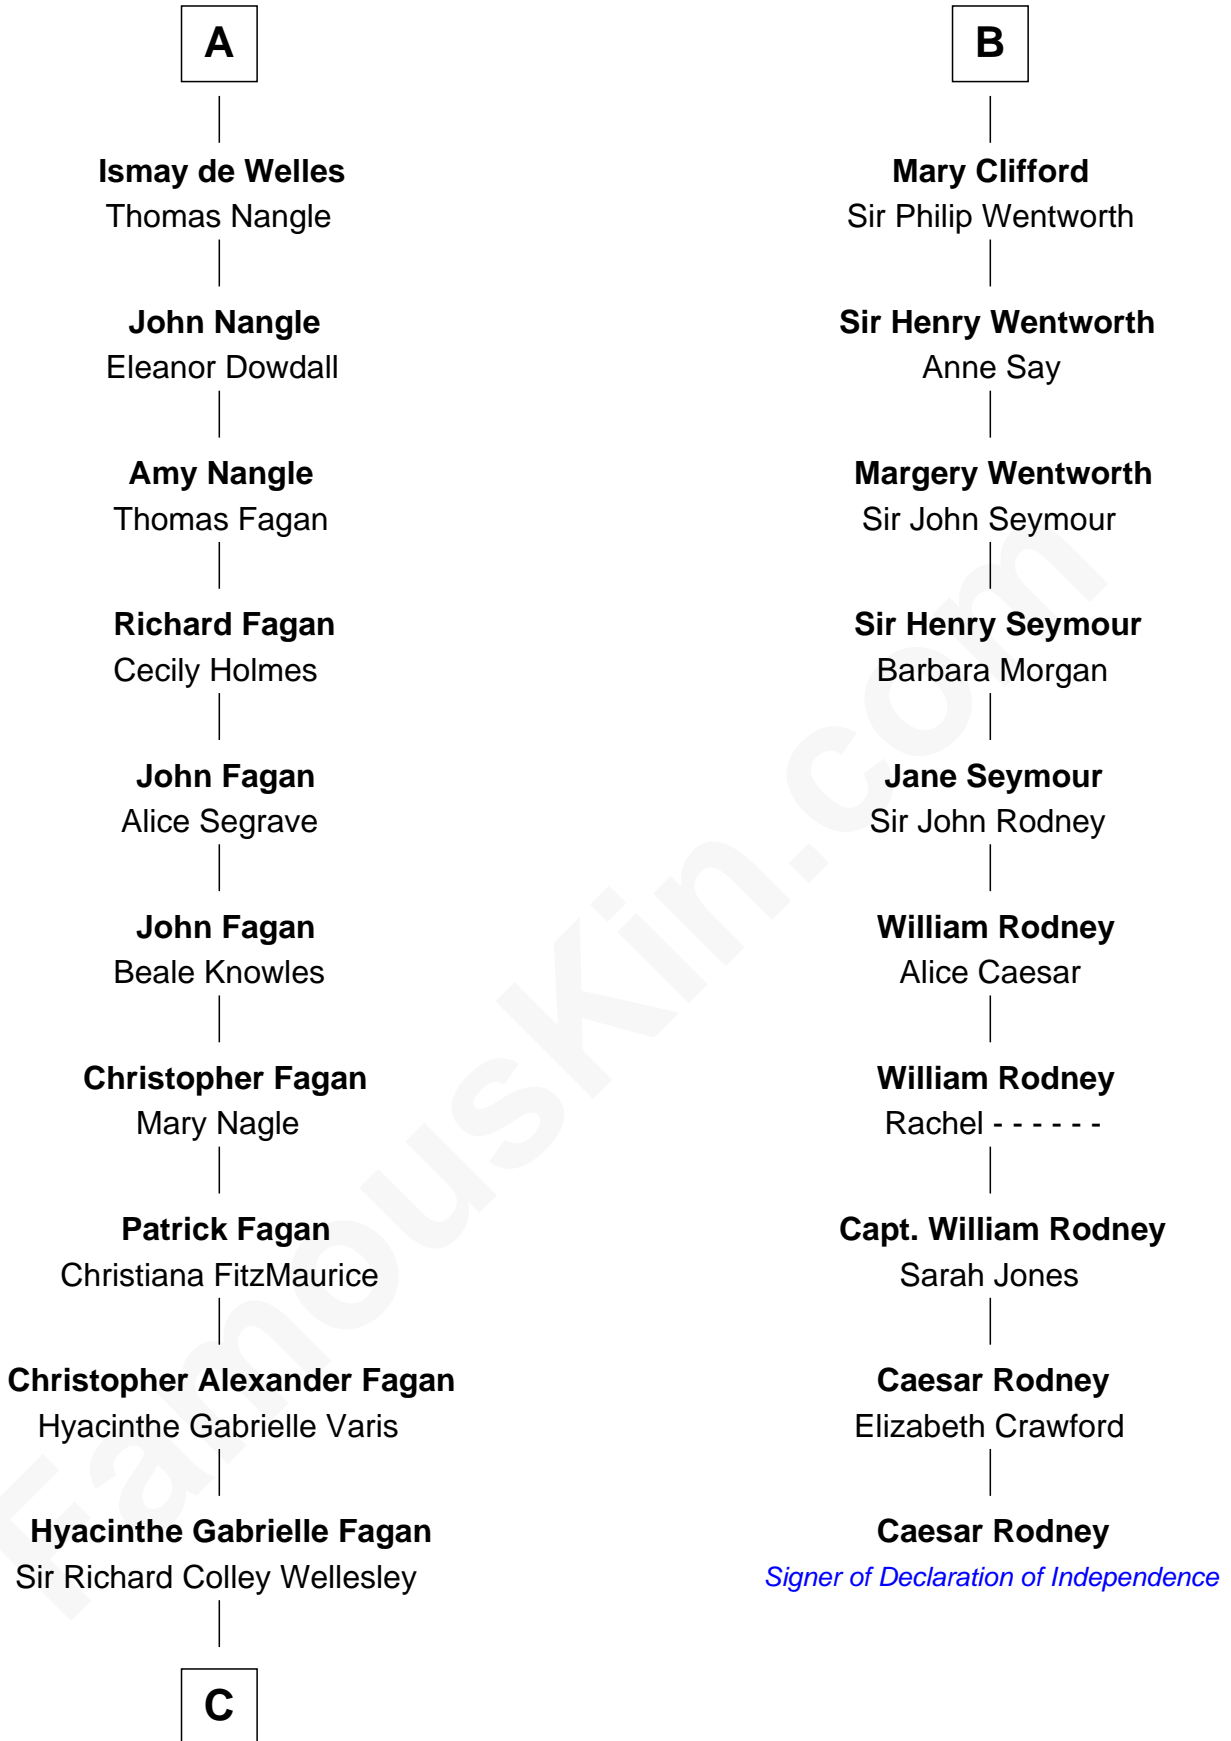 A
Ismay de Welles
Thomas Nangle
John Nangle
Eleanor Dowdall
Amy Nangle
Thomas Fagan
Richard Fagan
Cecily Holmes
John Fagan
Alice Segrave
John Fagan
Beale Knowles
Christopher Fagan
Mary Nagle
Patrick Fagan
Christiana FitzMaurice
Christopher Alexander Fagan
Hyacinthe Gabrielle Varis
Hyacinthe Gabrielle Fagan
Sir Richard Colley Wellesley
C
B
Mary Clifford
Sir Philip Wentworth
Sir Henry Wentworth
Anne Say
Margery Wentworth
Sir John Seymour
Sir Henry Seymour
Barbara Morgan
Jane Seymour
Sir John Rodney
William Rodney
Alice Caesar
William Rodney
Rachel - - - - - -
Capt. William Rodney
Sarah Jones
Caesar Rodney
Elizabeth Crawford
Caesar Rodney
Signer of Declaration of Independence
FamousKin.com